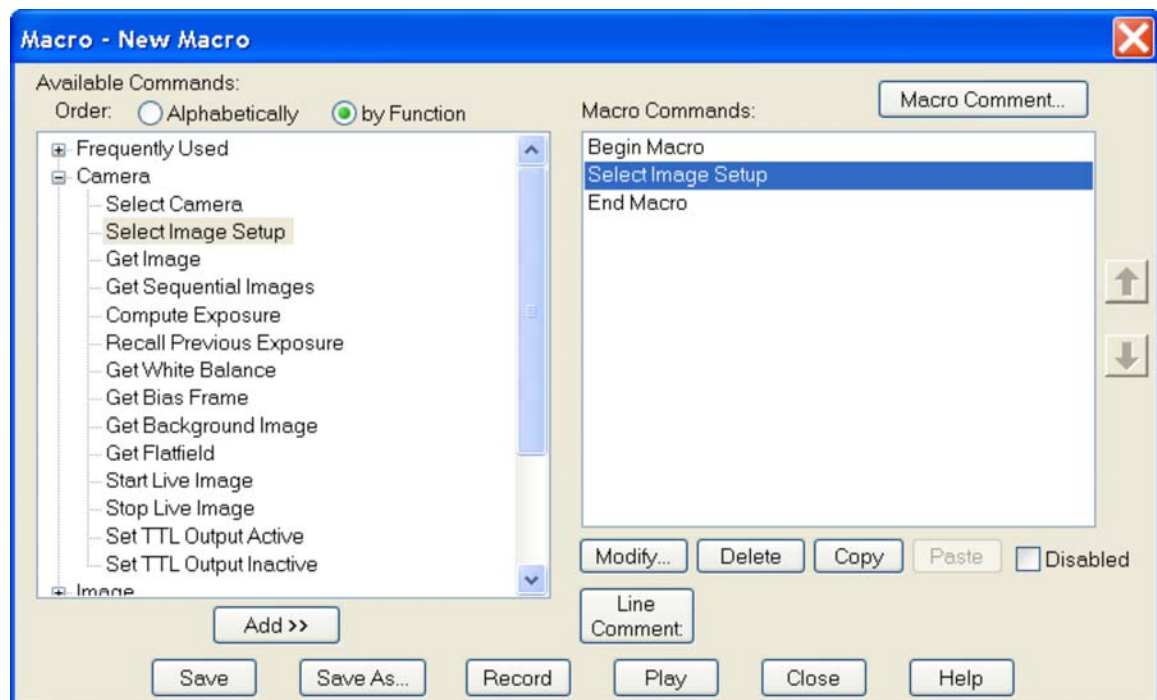 Macro - New Macro
Available Commands:
Order: Alphabetically by Function
Frequently Used
Camera
Select Camera
Select Image Setup
Get Image
Get Sequential Images
Compute Exposure
Recall Previous Exposure
Get White Balance
Get Bias Frame
Get Background Image
Get Flatfield
Start Live Image
Stop Live Image
Set TTL Output Active
Set TTL Output Inactive
Image
Add >>
Macro Commands:
Macro Comment...
Begin Macro
Select Image Setup
End Macro
Modify... Delete Copy Paste Disabled
Line
Comment:
Save Save As... Record Play Close Help